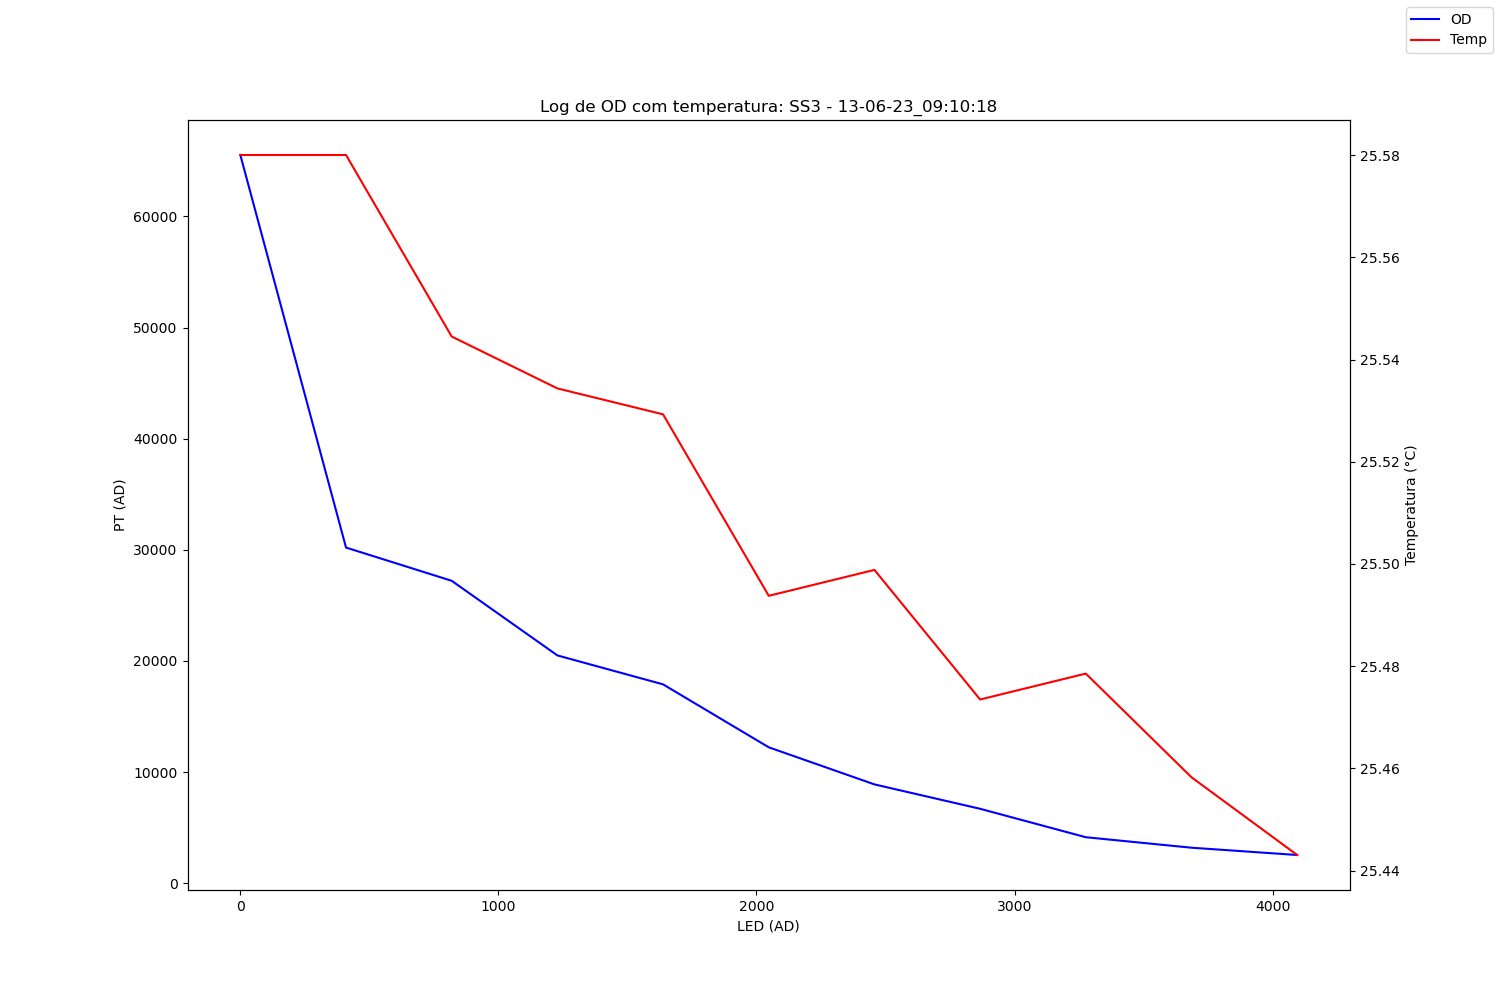 OD
Temp
Log de OD com temperatura: SS3 - 13-06-23_09:10:18
60000
50000
40000
30000
20000
10000
0
PT (AD)
25.58
25.56
25.54
25.52
25.50
25.48
25.46
25.44
Temperatura (°C)
0 1000 2000 3000 4000
LED (AD)